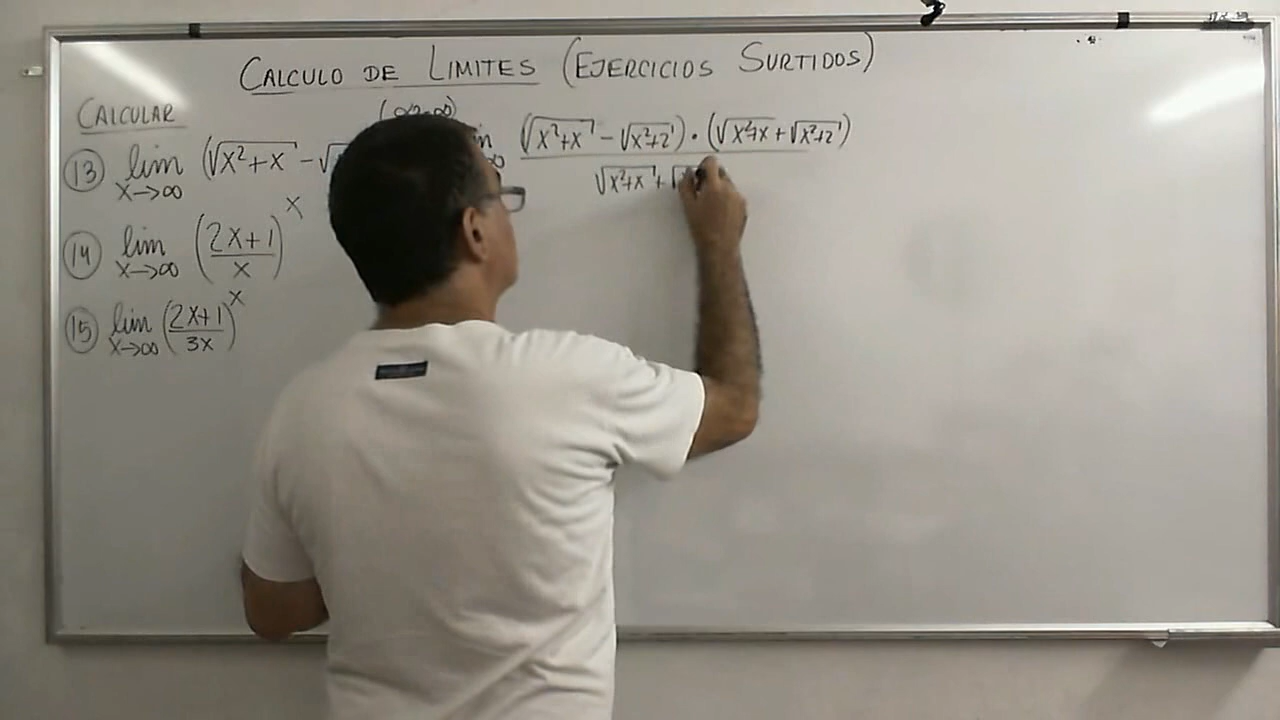 CALCULO DE LIMITES (EJERCICIOS SURTIDOS)
CALCULAR
(∞-∞)
13 lim x→∞ (√x²+x - √
(√x²+x - √x²+2) · (√x²+x + √x²+2)
√x²+x + √
14 lim x→∞ (2x+1/x)^x
15 lim x→∞ (2x+1/3x)^x